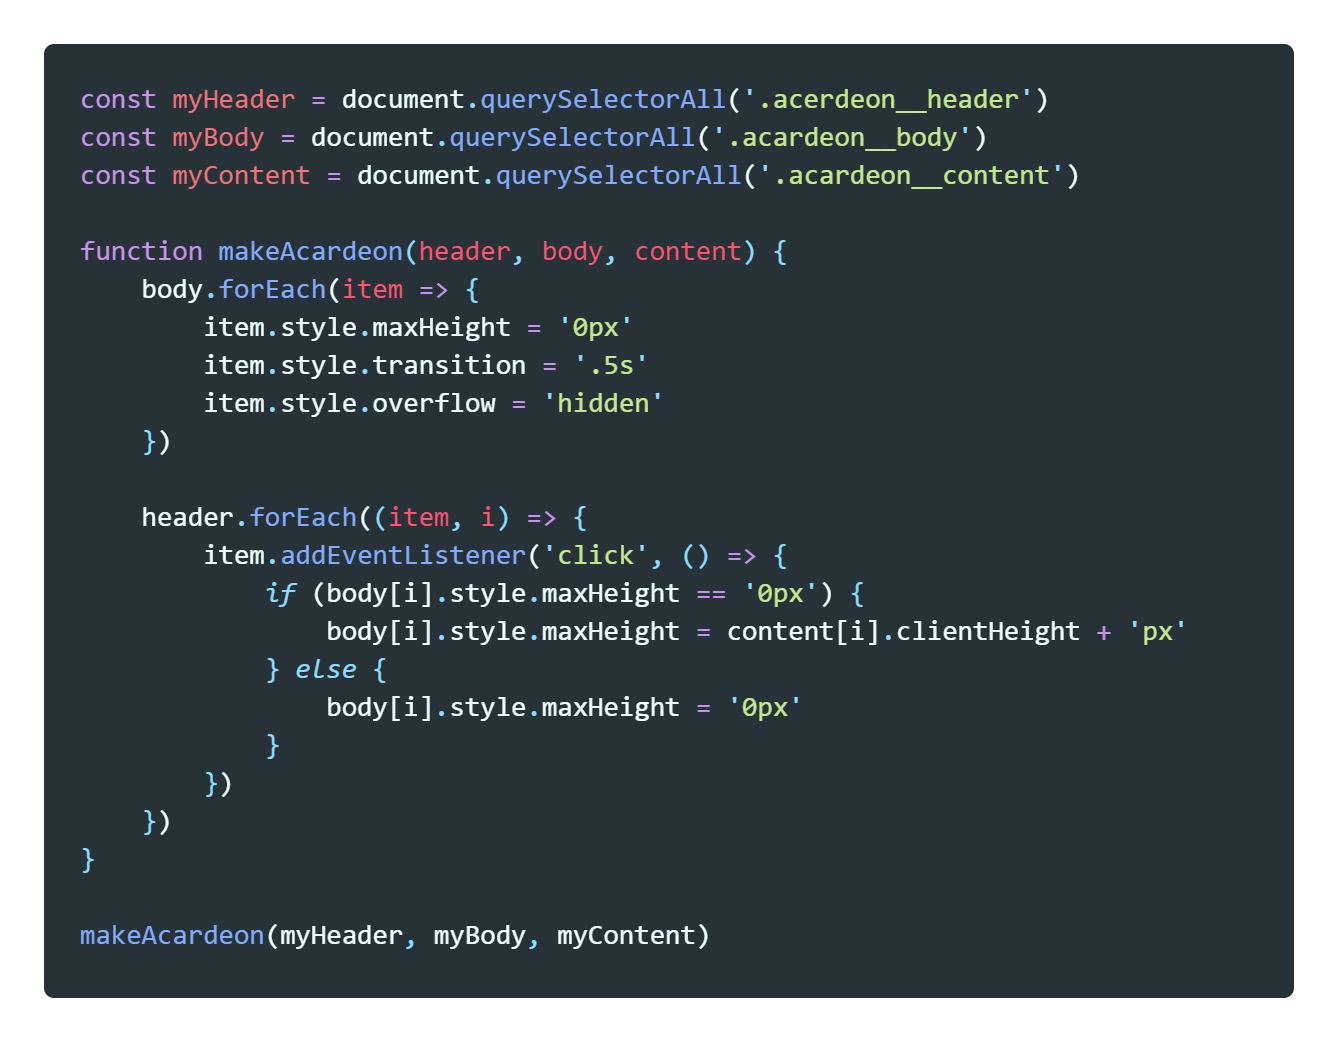 const myHeader = document.querySelectorAll('.acerdeon__header')
const myBody = document.querySelectorAll('.acardeon__body')
const myContent = document.querySelectorAll('.acardeon__content')

function makeAcardeon(header, body, content) {
    body.forEach(item => {
        item.style.maxHeight = '0px'
        item.style.transition = '.5s'
        item.style.overflow = 'hidden'
    })

    header.forEach((item, i) => {
        item.addEventListener('click', () => {
            if (body[i].style.maxHeight == '0px') {
                body[i].style.maxHeight = content[i].clientHeight + 'px'
            } else {
                body[i].style.maxHeight = '0px'
            }
        })
    })
}

makeAcardeon(myHeader, myBody, myContent)